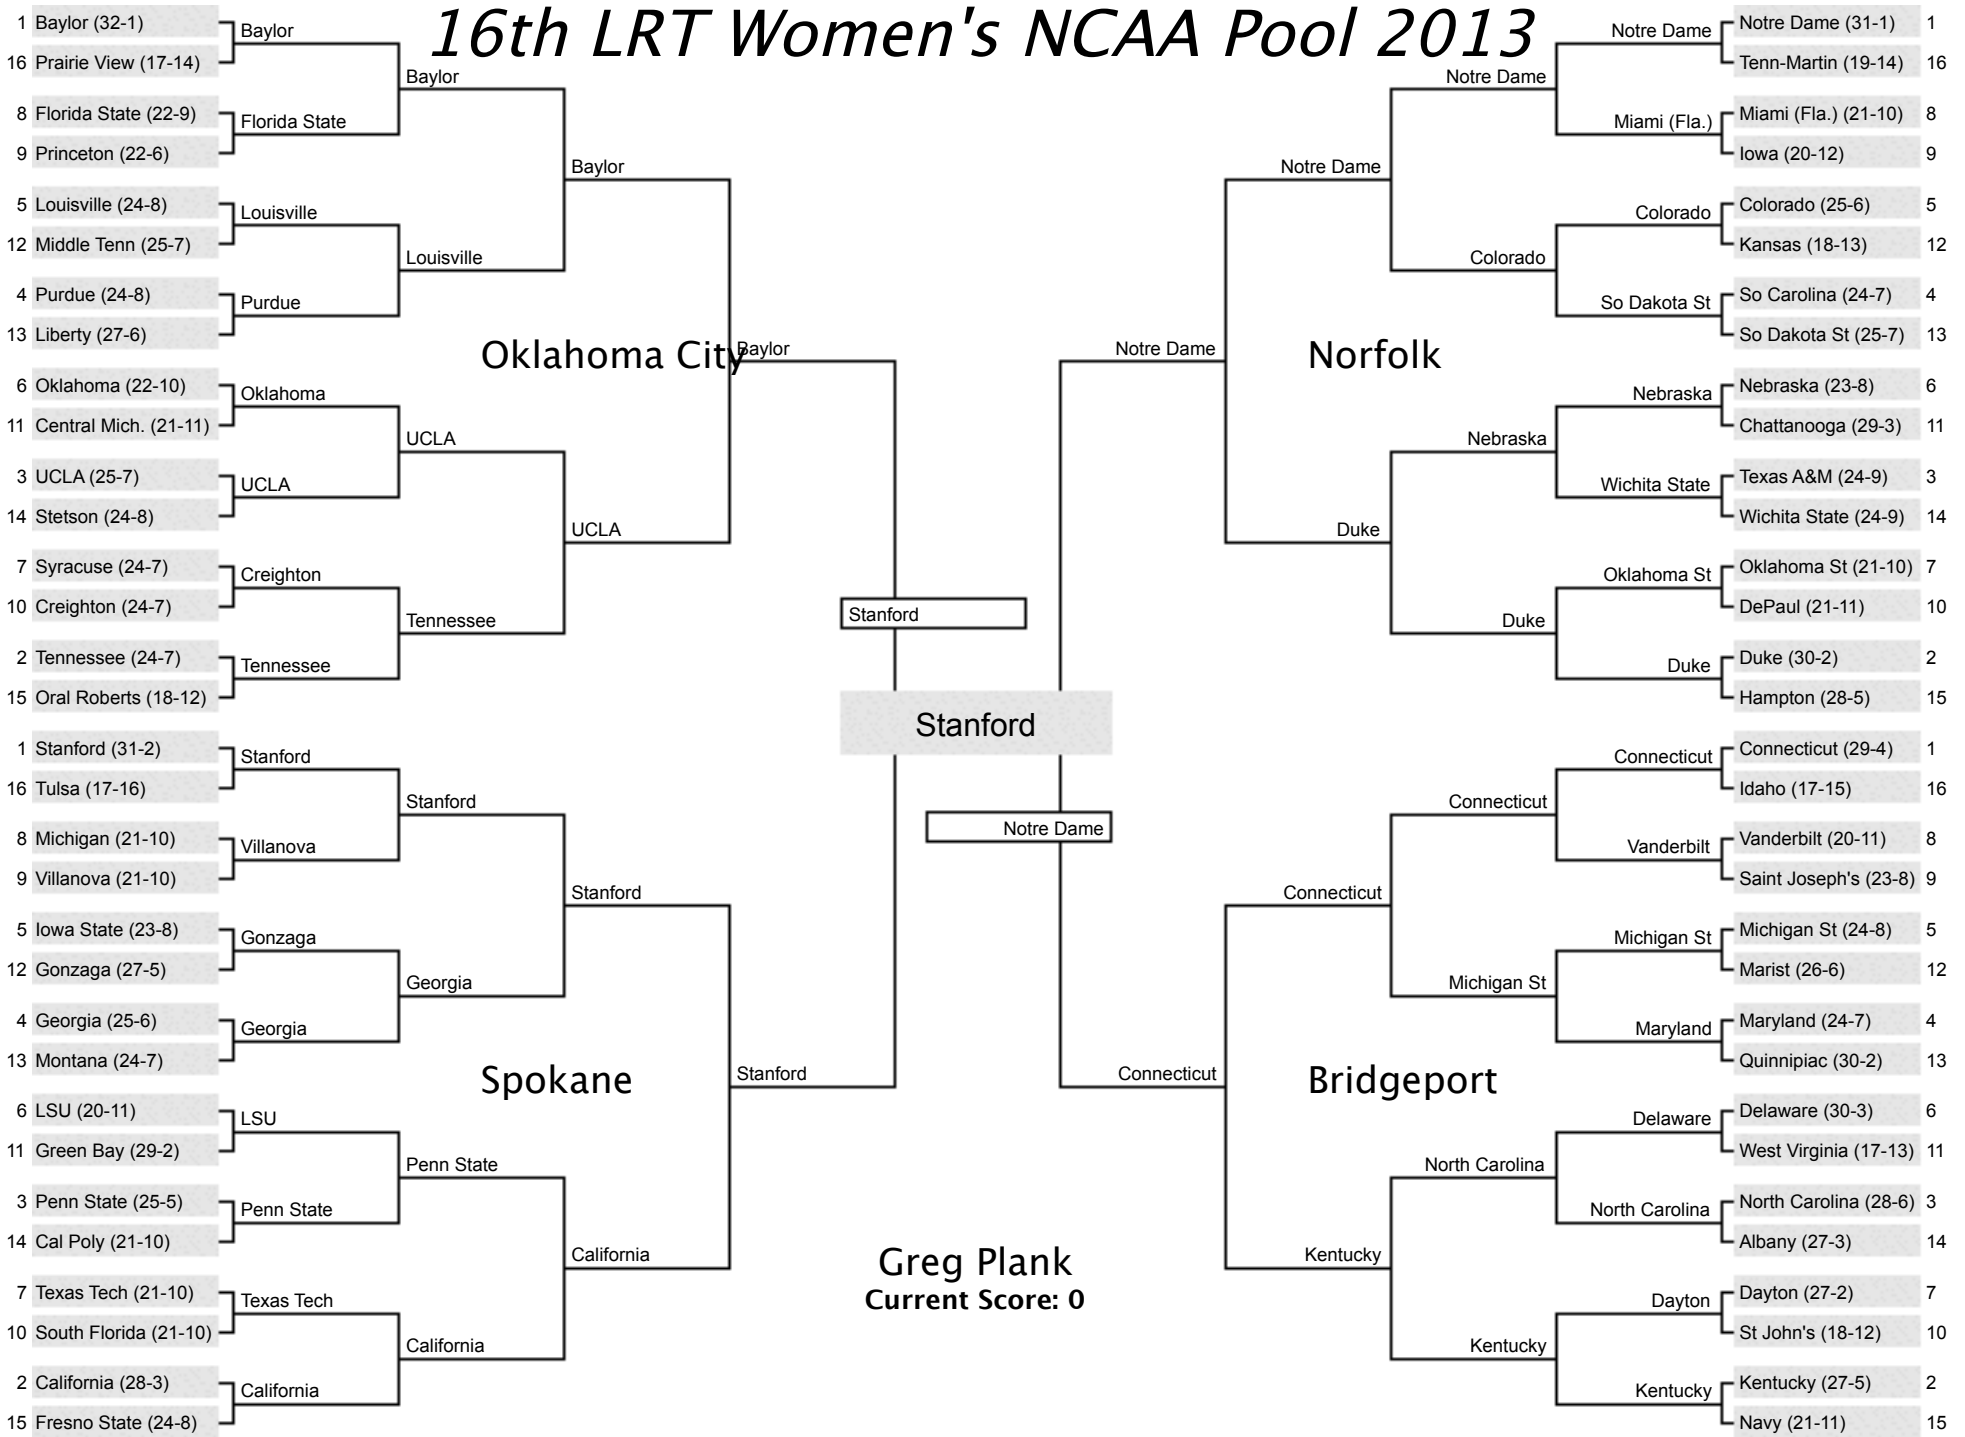 16th LRT Women's NCAA Pool 2013
1 Baylor (32-1)
16 Prairie View (17-14)
8 Florida State (22-9)
9 Princeton (22-6)
5 Louisville (24-8)
12 Middle Tenn (25-7)
4 Purdue (24-8)
13 Liberty (27-6)
6 Oklahoma (22-10)
11 Central Mich. (21-11)
3 UCLA (25-7)
14 Stetson (24-8)
7 Syracuse (24-7)
10 Creighton (24-7)
2 Tennessee (24-7)
15 Oral Roberts (18-12)
Baylor
Florida State
Louisville
Purdue
Oklahoma
UCLA
Creighton
Tennessee
Baylor
Louisville
UCLA
Tennessee
Baylor
UCLA
Oklahoma City
Baylor
1 Stanford (31-2)
16 Tulsa (17-16)
8 Michigan (21-10)
9 Villanova (21-10)
5 Iowa State (23-8)
12 Gonzaga (27-5)
4 Georgia (25-6)
13 Montana (24-7)
6 LSU (20-11)
11 Green Bay (29-2)
3 Penn State (25-5)
14 Cal Poly (21-10)
7 Texas Tech (21-10)
10 South Florida (21-10)
2 California (28-3)
15 Fresno State (24-8)
Stanford
Villanova
Gonzaga
Georgia
LSU
Penn State
Texas Tech
California
Stanford
Georgia
Penn State
California
Stanford
California
Spokane
Stanford
Stanford
Stanford
Notre Dame
Greg Plank
Current Score: 0
Notre Dame (31-1) 1
Tenn-Martin (19-14) 16
Miami (Fla.) (21-10) 8
Iowa (20-12) 9
Colorado (25-6) 5
Kansas (18-13) 12
So Carolina (24-7) 4
So Dakota St (25-7) 13
Nebraska (23-8) 6
Chattanooga (29-3) 11
Texas A&M (24-9) 3
Wichita State (24-9) 14
Oklahoma St (21-10) 7
DePaul (21-11) 10
Duke (30-2) 2
Hampton (28-5) 15
Notre Dame
Miami (Fla.)
Colorado
So Dakota St
Nebraska
Wichita State
Oklahoma St
Duke
Notre Dame
Colorado
Nebraska
Duke
Notre Dame
Duke
Norfolk
Notre Dame
Connecticut (29-4) 1
Idaho (17-15) 16
Vanderbilt (20-11) 8
Saint Joseph's (23-8) 9
Michigan St (24-8) 5
Marist (26-6) 12
Maryland (24-7) 4
Quinnipiac (30-2) 13
Delaware (30-3) 6
West Virginia (17-13) 11
North Carolina (28-6) 3
Albany (27-3) 14
Dayton (27-2) 7
St John's (18-12) 10
Kentucky (27-5) 2
Navy (21-11) 15
Connecticut
Vanderbilt
Michigan St
Maryland
Delaware
North Carolina
Dayton
Kentucky
Connecticut
Michigan St
North Carolina
Kentucky
Connecticut
Kentucky
Bridgeport
Connecticut